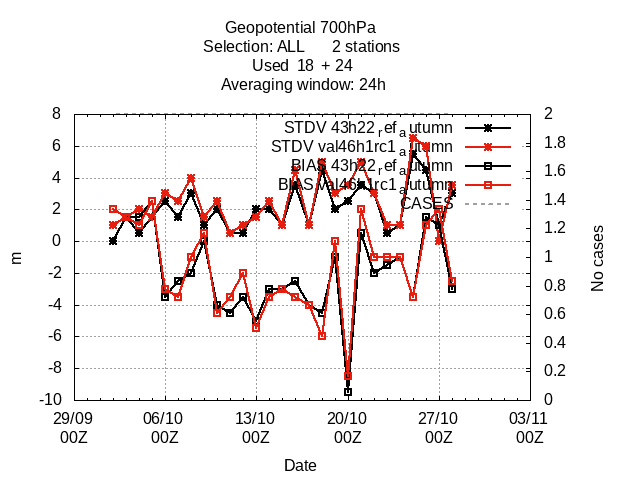 Geopotential 700hPa
Selection: ALL 2 stations
Used 18 + 24
Averaging window: 24h
STDV 43h22ref_autumn
STDV val46h1rc1_autumn
BIAS 43h22ref_autumn
BIAS val46h1rc1_autumn
CASES
8
6
4
2
0
-2
-4
-6
-8
-10
m
2
1.8
1.6
1.4
1.2
1
0.8
0.6
0.4
0.2
0
No cases
29/09 06/10 13/10 20/10 27/10 03/11
00Z 00Z 00Z 00Z 00Z 00Z
Date